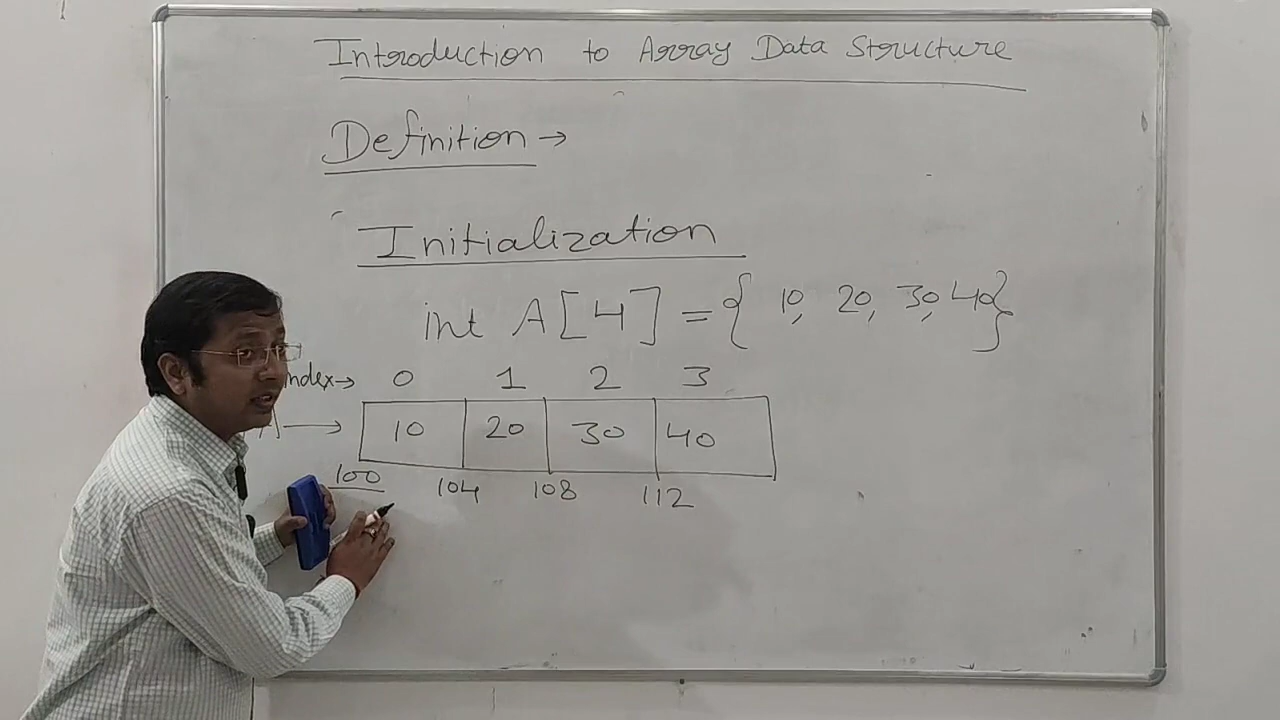 Introduction to Array Data Structure
Definition →
Initialization
int A[4] = { 10, 20, 30, 40}
index→ 0 1 2 3
A → 10 20 30 40
100 104 108 112